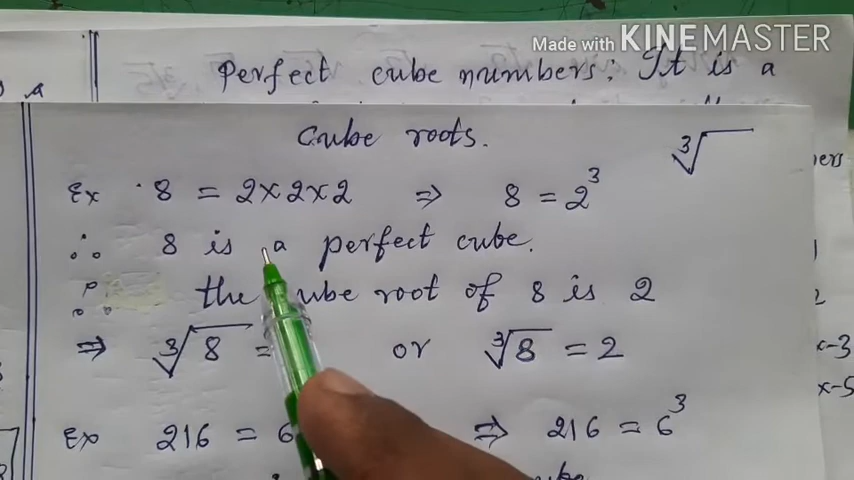 Made with KINEMASTER
Perfect cube numbers: It is a
Cube roots.
∛
Ex 8 = 2×2×2 ⇒ 8 = 2³
∴ 8 is a perfect cube.
∴ the cube root of 8 is 2
⇒ ∛8 = or ∛8 = 2
Ex 216 = 6 ⇒ 216 = 6³